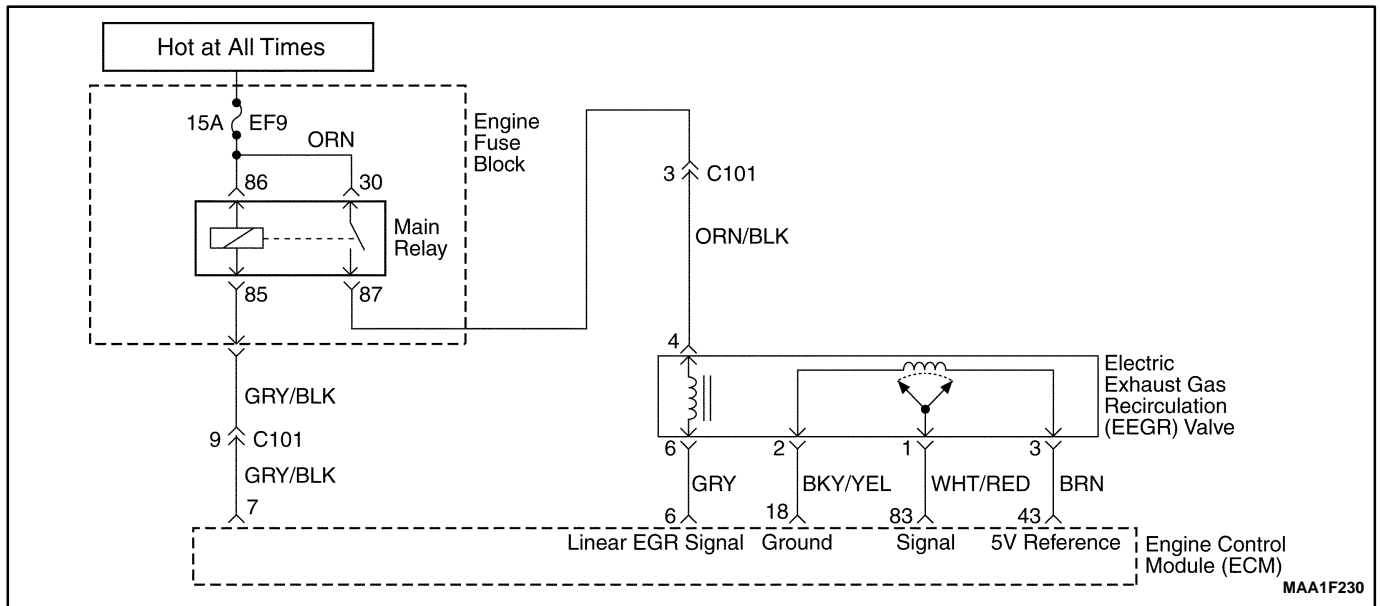 Hot at All Times
15A EF9
ORN
Engine
Fuse
Block
86
30
Main
Relay
85
87
3 C101
ORN/BLK
4
GRY/BLK
9 C101
GRY/BLK
7
Electric
Exhaust Gas
Recirculation
(EEGR) Valve
6 2 1 3
GRY BKY/YEL WHT/RED BRN
6 18 83 43
Linear EGR Signal Ground Signal 5V Reference
Engine Control
Module (ECM)
MAA1F230